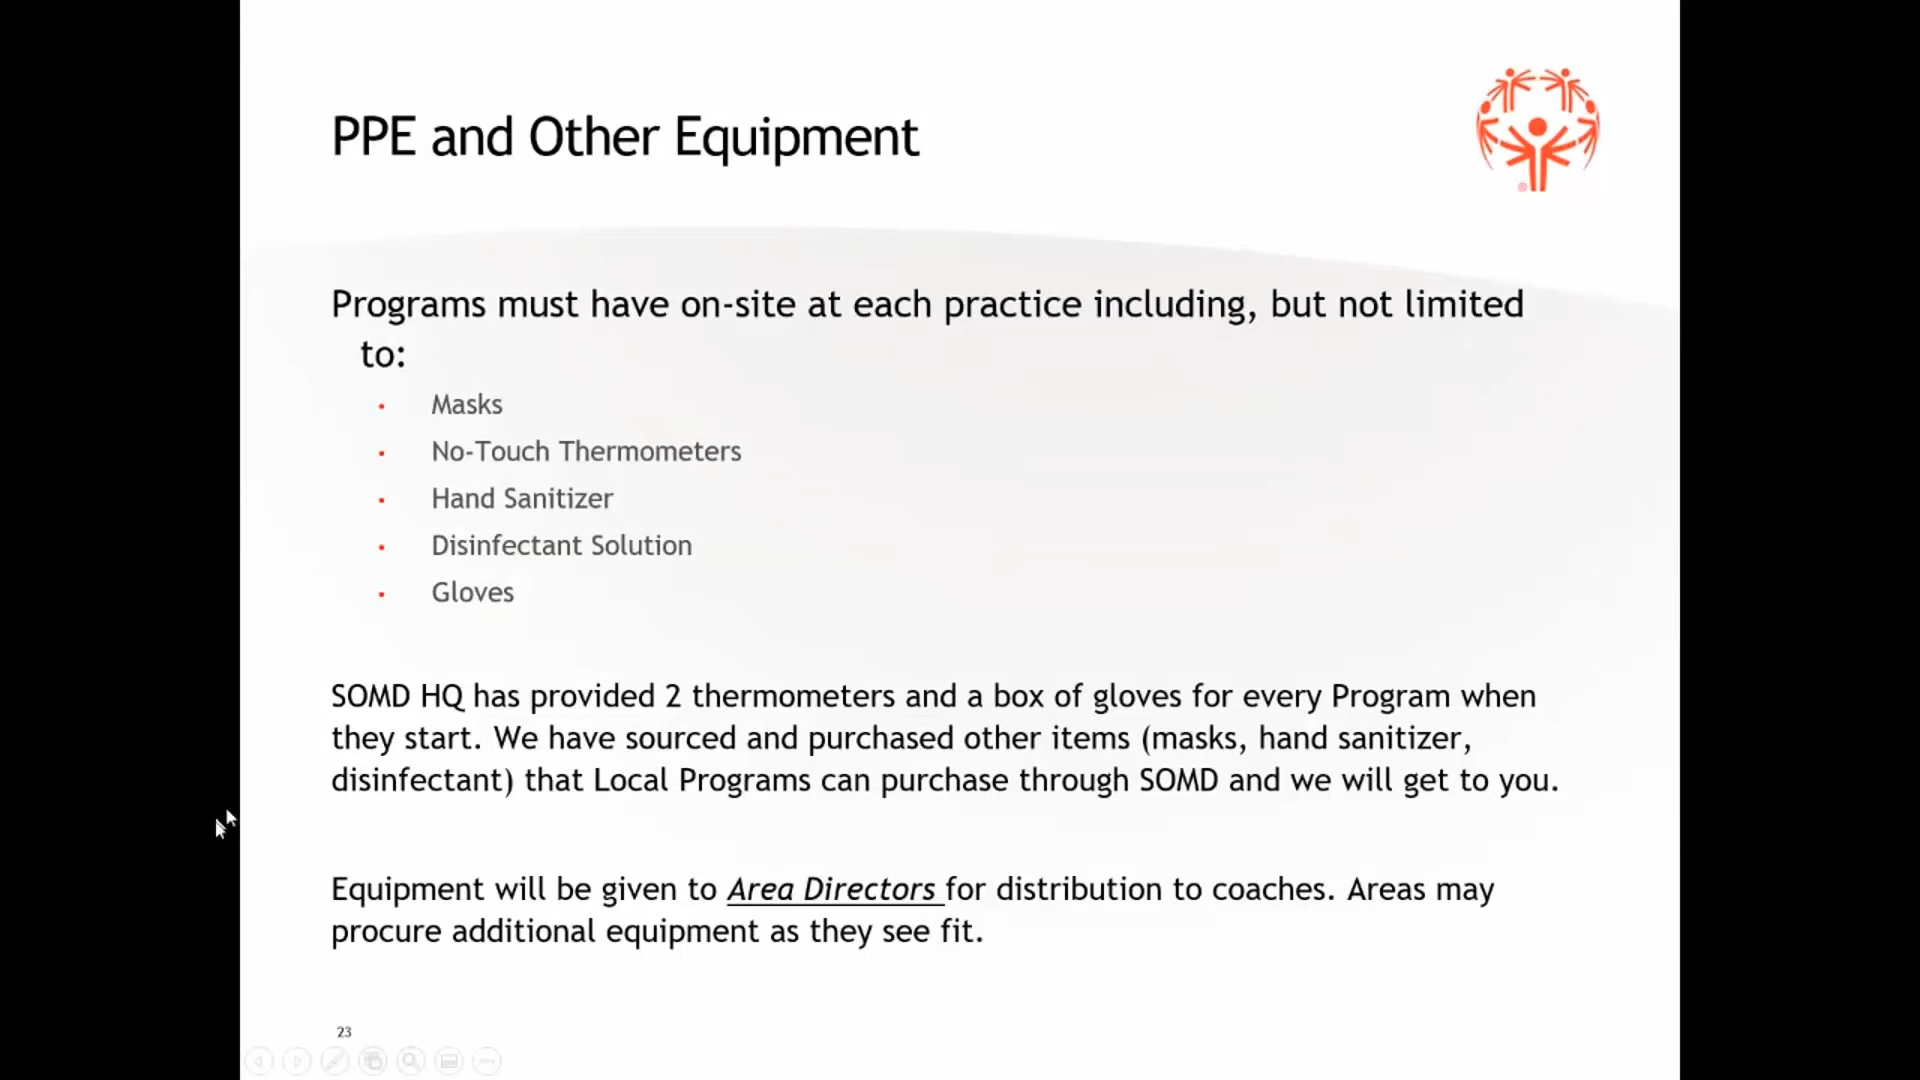 PPE and Other Equipment
®
Programs must have on-site at each practice including, but not limited
to:
• Masks
• No-Touch Thermometers
• Hand Sanitizer
• Disinfectant Solution
• Gloves
SOMD HQ has provided 2 thermometers and a box of gloves for every Program when
they start. We have sourced and purchased other items (masks, hand sanitizer,
disinfectant) that Local Programs can purchase through SOMD and we will get to you.
Equipment will be given to Area Directors for distribution to coaches. Areas may
procure additional equipment as they see fit.
23